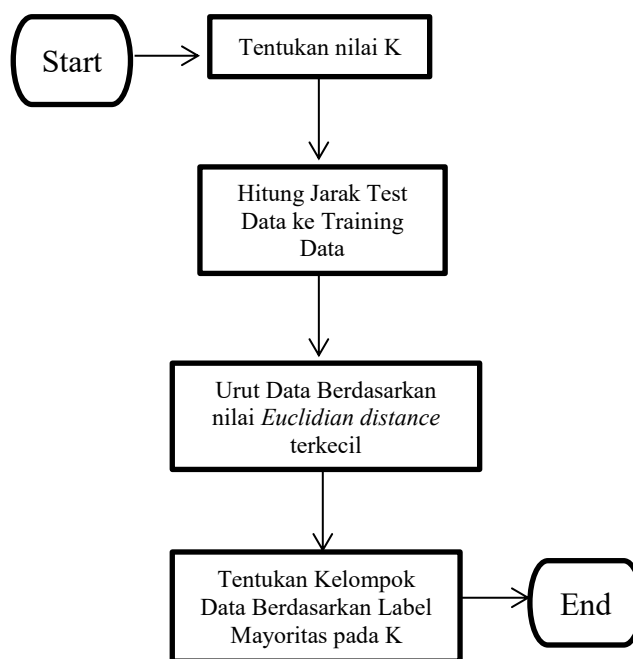 Start
Tentukan nilai K
Hitung Jarak Test
Data ke Training
Data
Urut Data Berdasarkan
nilai Euclidian distance
terkecil
Tentukan Kelompok
Data Berdasarkan Label
Mayoritas pada K
End